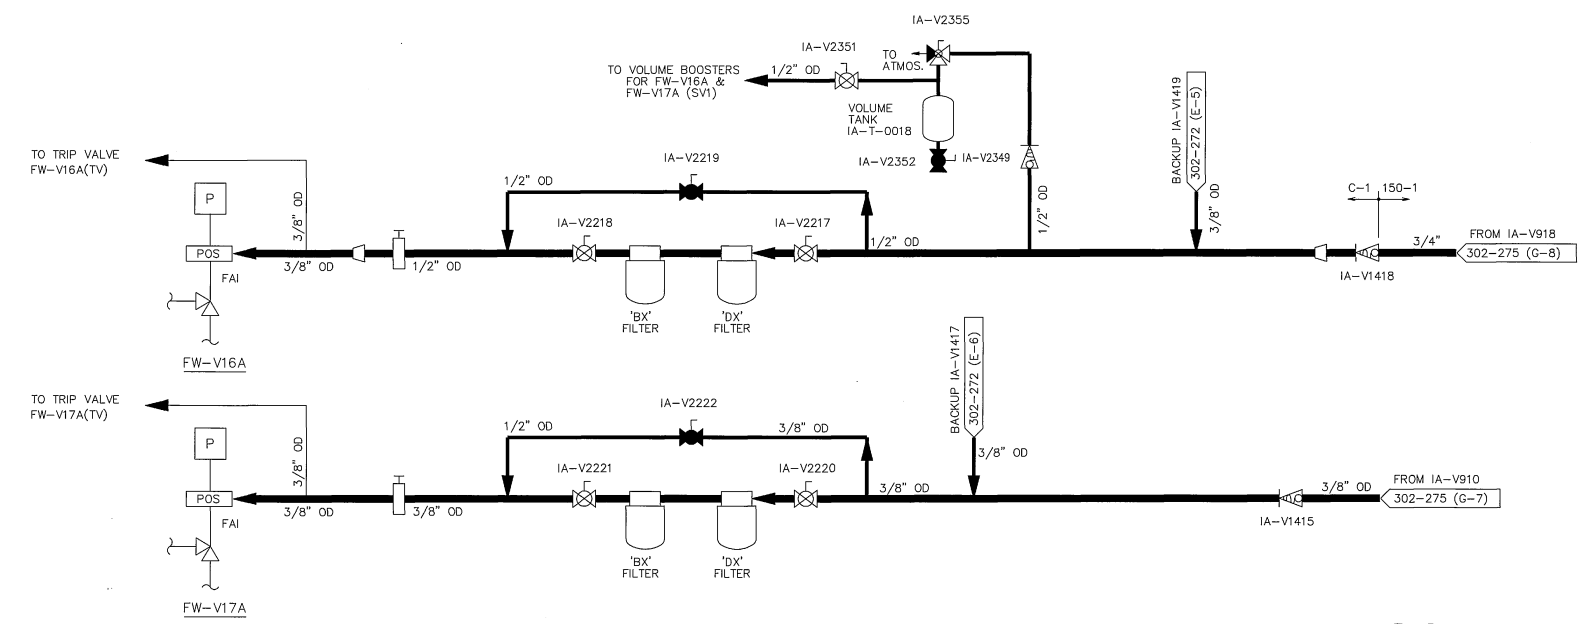 IA-V2355
IA-V2351
TO
ATMOS.
TO VOLUME BOOSTERS
FOR FW-V16A &
FW-V17A (SV1)
1/2" OD
VOLUME
TANK
IA-T-0018
IA-V2352
IA-V2349
1/2" OD
BACKUP IA-V1419
302-272 (E-5)
3/8" OD
C-1
150-1
TO TRIP VALVE
FW-V16A(TV)
IA-V2219
1/2" OD
P
3/8" OD
IA-V2218
IA-V2217
POS
3/8" OD
1/2" OD
1/2" OD
3/4"
FROM IA-V918
302-275 (G-8)
IA-V1418
FAI
'BX'
FILTER
'DX'
FILTER
FW-V16A
BACKUP IA-V1417
302-272 (E-6)
3/8" OD
TO TRIP VALVE
FW-V17A(TV)
IA-V2222
1/2" OD
3/8" OD
P
3/8" OD
IA-V2221
IA-V2220
POS
3/8" OD
3/8" OD
3/8" OD
3/8" OD
FROM IA-V910
302-275 (G-7)
IA-V1415
FAI
'BX'
FILTER
'DX'
FILTER
FW-V17A